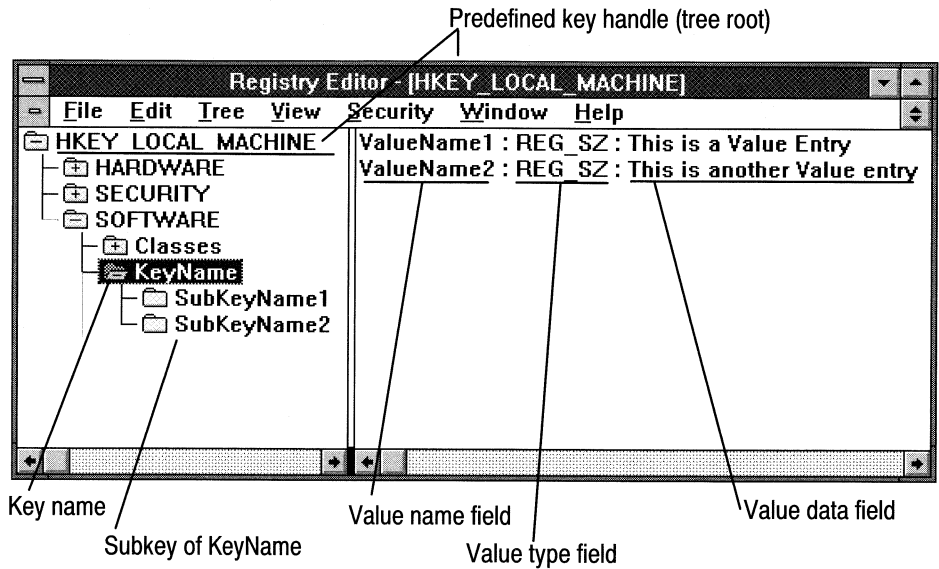 Predefined key handle (tree root)
Registry Editor - [HKEY_LOCAL_MACHINE]
File Edit Tree View Security Window Help
HKEY_LOCAL_MACHINE
HARDWARE
SECURITY
SOFTWARE
Classes
KeyName
SubKeyName1
SubKeyName2
ValueName1 : REG_SZ : This is a Value Entry
ValueName2 : REG_SZ : This is another Value entry
Key name
Subkey of KeyName
Value name field
Value type field
Value data field